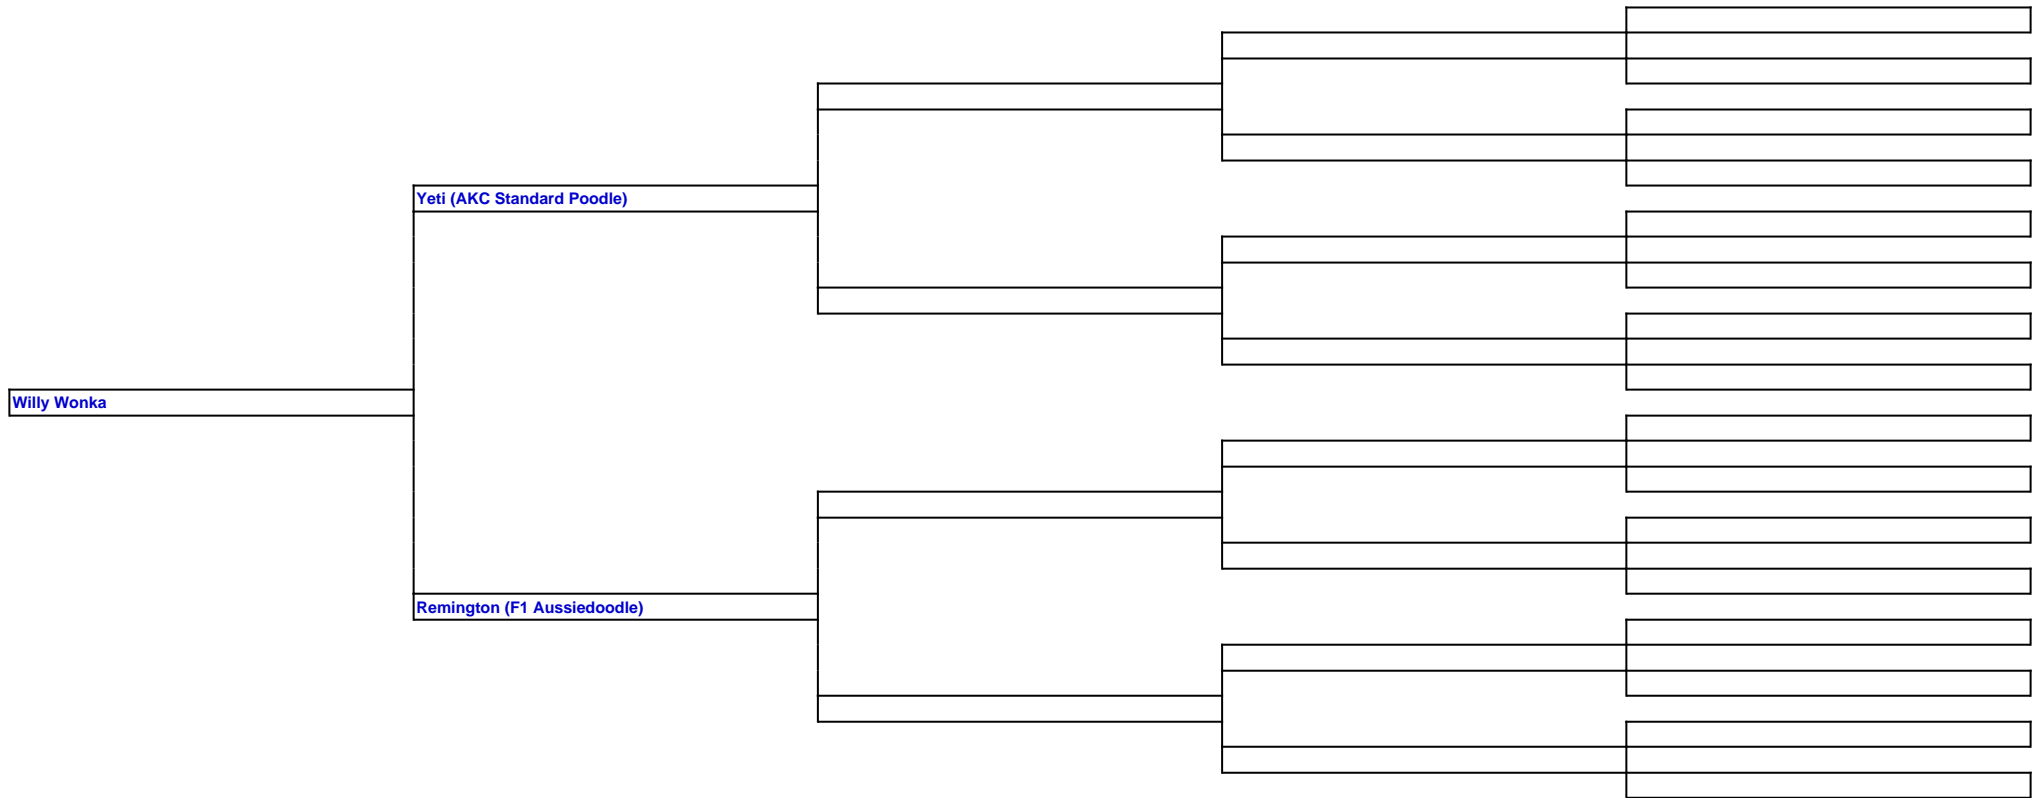 Yeti (AKC Standard Poodle)
Willy Wonka
Remington (F1 Aussiedoodle)